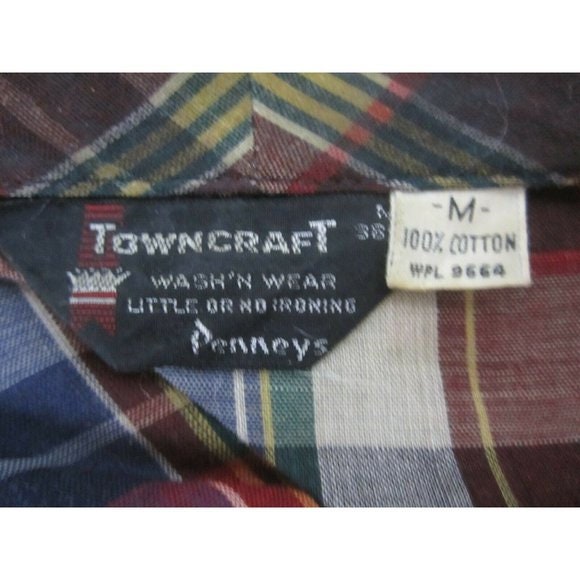 TOWNCRAFT
WASH'N WEAR
LITTLE OR NO IRONING
Penneys
-M-
100% COTTON
WPL 9664